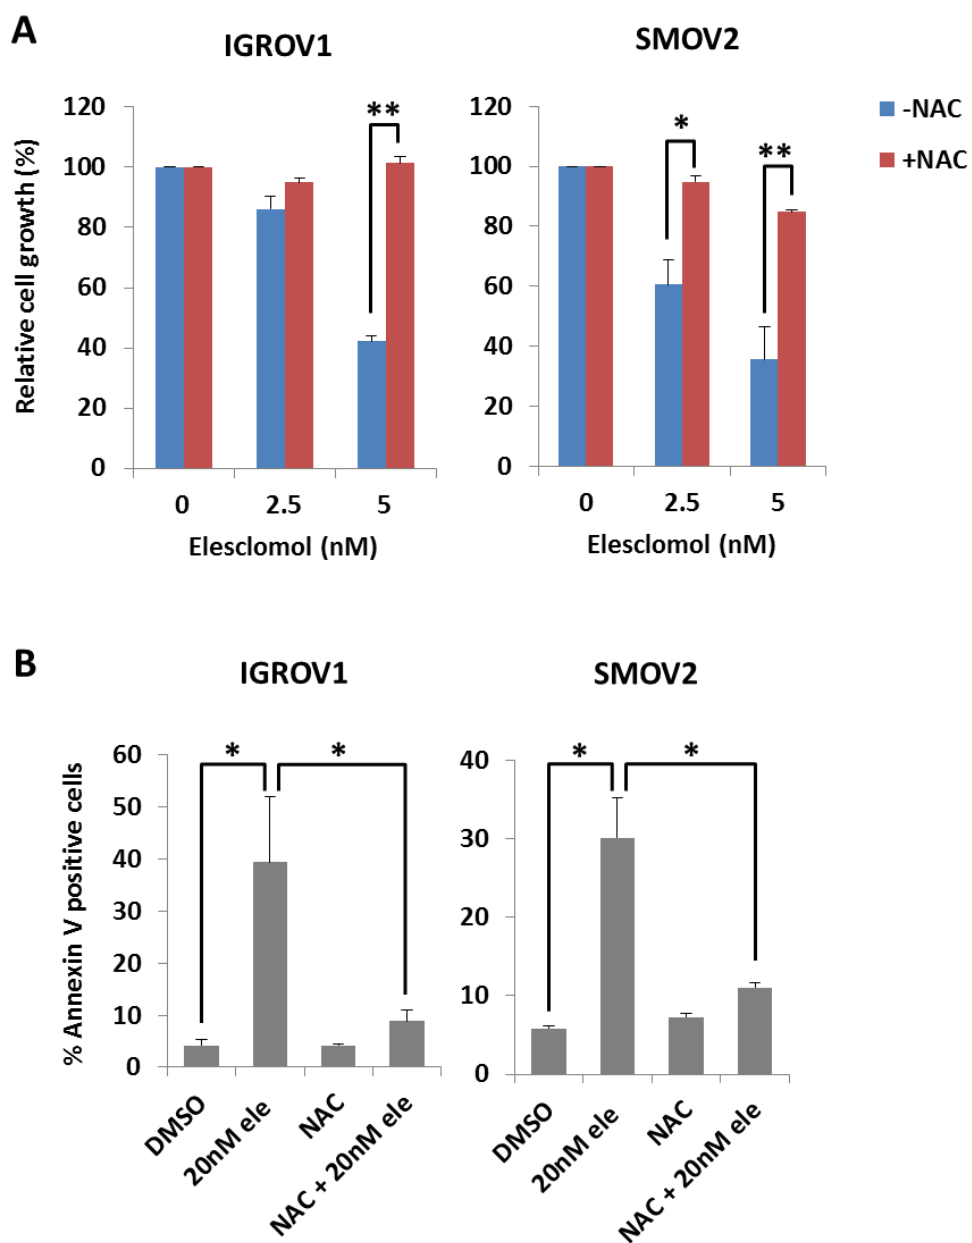 A
IGROV1
SMOV2
-NAC
+NAC
Relative cell growth (%)
120
100
80
60
40
20
0
**
0
2.5
5
Elesclomol (nM)
120
100
80
60
40
20
0
*
**
0
2.5
5
Elesclomol (nM)
B
IGROV1
SMOV2
% Annexin V positive cells
60
50
40
30
20
10
0
*
*
DMSO
20nM ele
NAC
NAC + 20nM ele
40
30
20
10
0
*
*
DMSO
20nM ele
NAC
NAC + 20nM ele